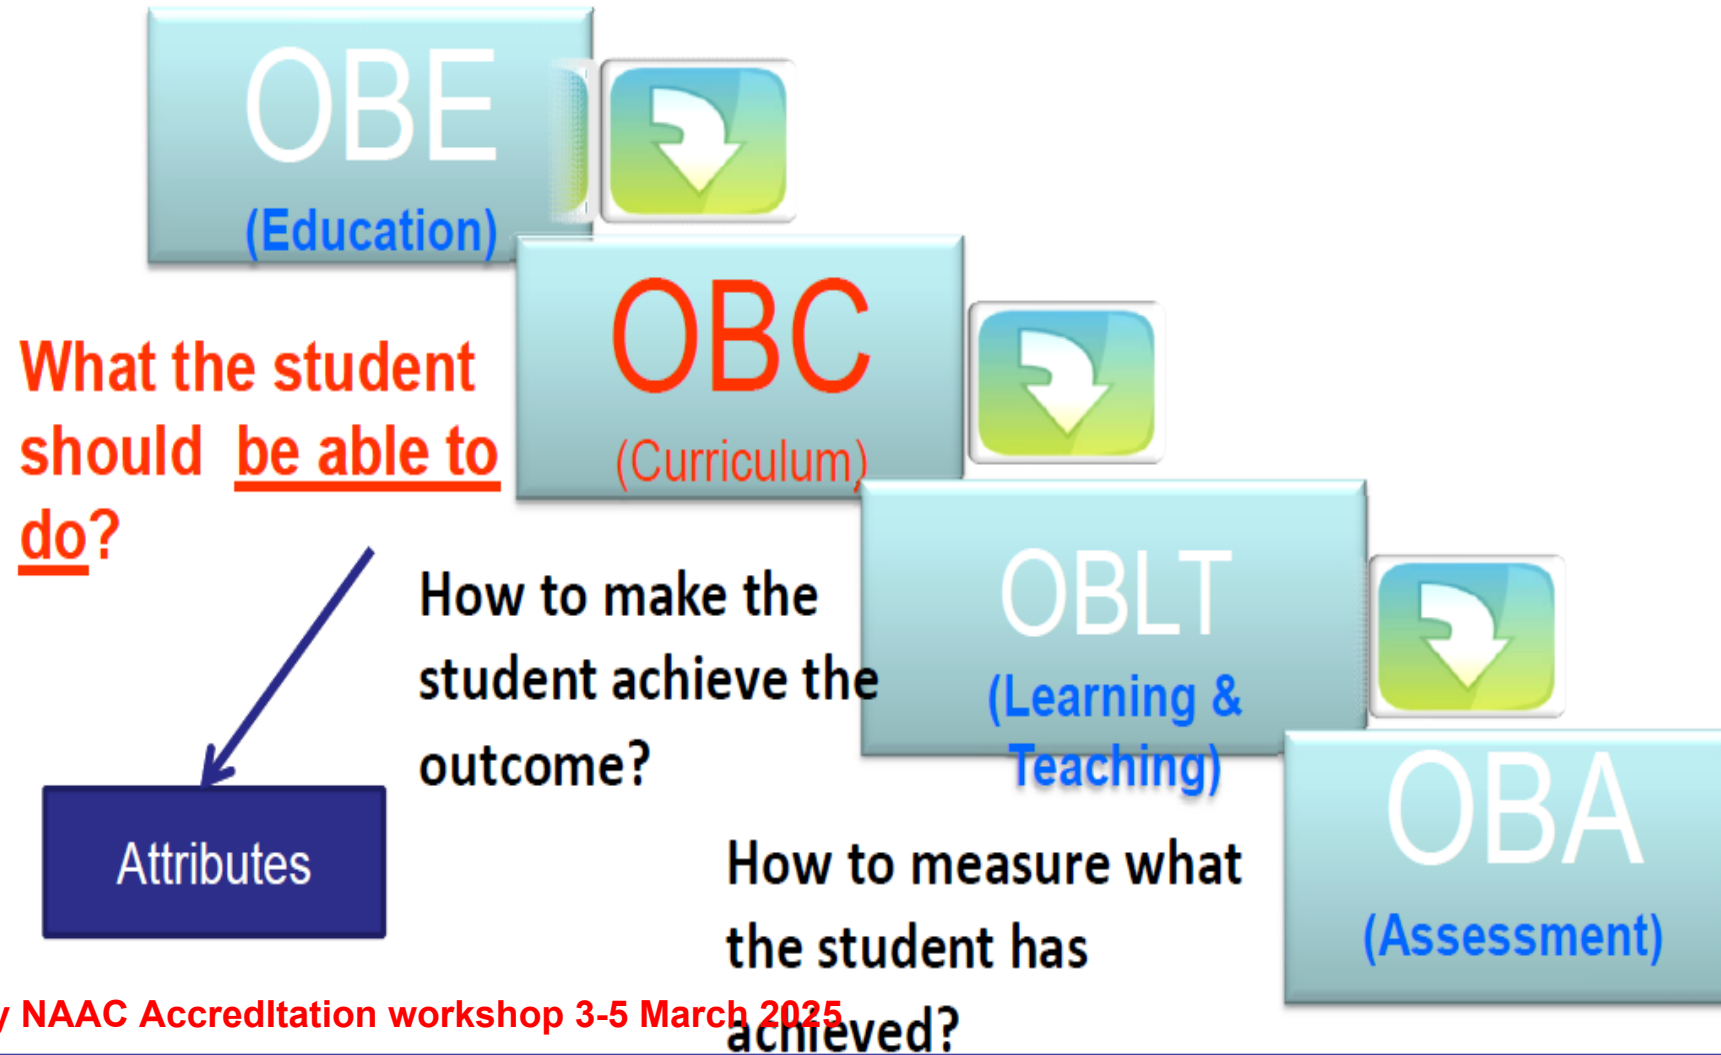 OBE
(Education)
OBC
(Curriculum)
What the student
should be able to
do?
OBLT
(Learning &
Teaching)
How to make the
student achieve the
outcome?
Attributes
OBA
(Assessment)
How to measure what
the student has
achieved?
y NAAC AccredItation workshop 3-5 March 2025